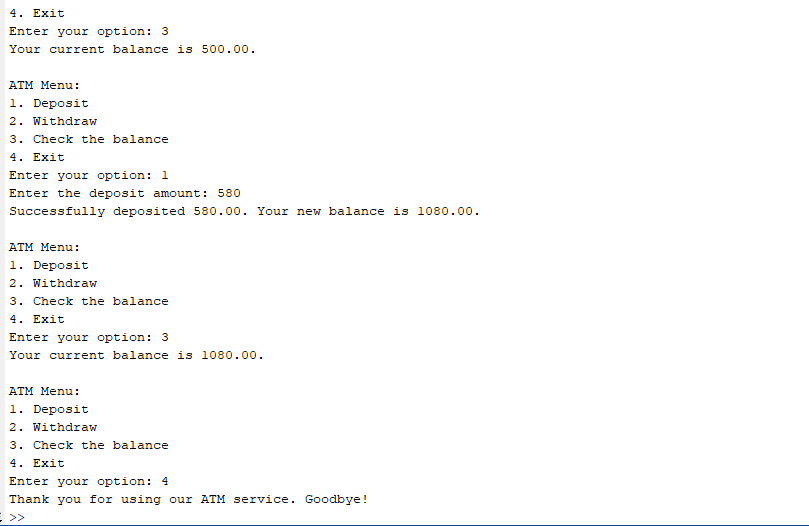 4. Exit
Enter your option: 3
Your current balance is 500.00.
ATM Menu:
1. Deposit
2. Withdraw
3. Check the balance
4. Exit
Enter your option: 1
Enter the deposit amount: 580
Successfully deposited 580.00. Your new balance is 1080.00.
ATM Menu:
1. Deposit
2. Withdraw
3. Check the balance
4. Exit
Enter your option: 3
Your current balance is 1080.00.
ATM Menu:
1. Deposit
2. Withdraw
3. Check the balance
4. Exit
Enter your option: 4
Thank you for using our ATM service. Goodbye!
>>